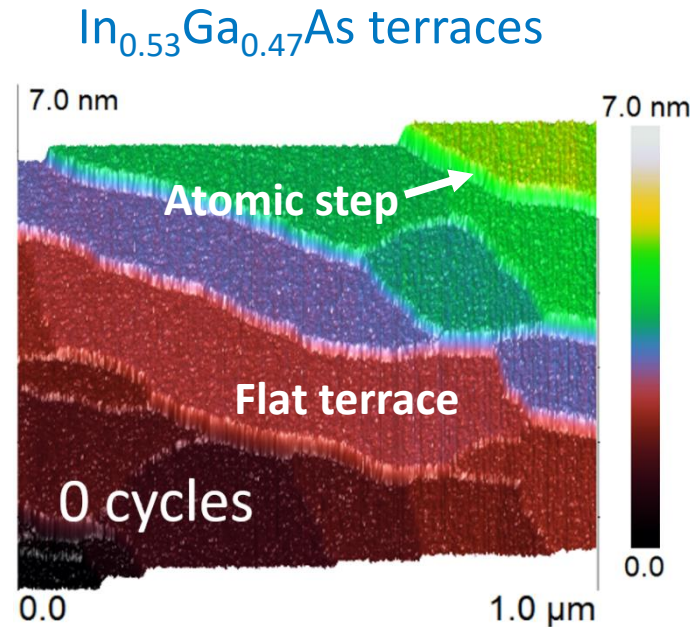 In0.53Ga0.47As terraces
7.0 nm
7.0 nm
Atomic step
Flat terrace
0 cycles
0.0
0.0
1.0 µm